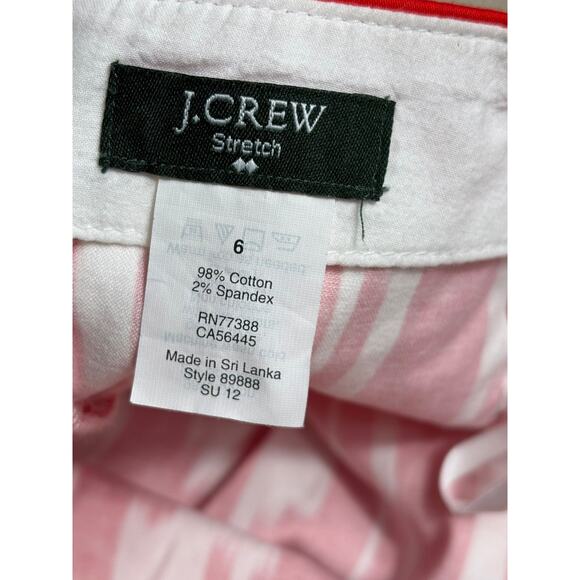 J.CREW
Stretch
6
98% Cotton
2% Spandex
RN77388
CA56445
Made in Sri Lanka
Style 89888
SU 12